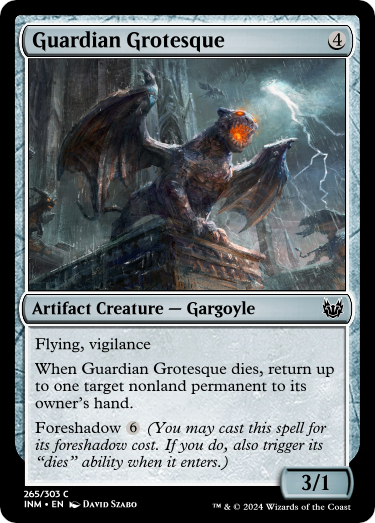 Guardian Grotesque 4
Artifact Creature — Gargoyle
Flying, vigilance
When Guardian Grotesque dies, return up
to one target nonland permanent to its
owner's hand.
Foreshadow 6 (You may cast this spell for
its foreshadow cost. If you do, also trigger its
"dies" ability when it enters.)
3/1
265/303 C
INM • EN David Szabo
™ & © 2024 Wizards of the Coast